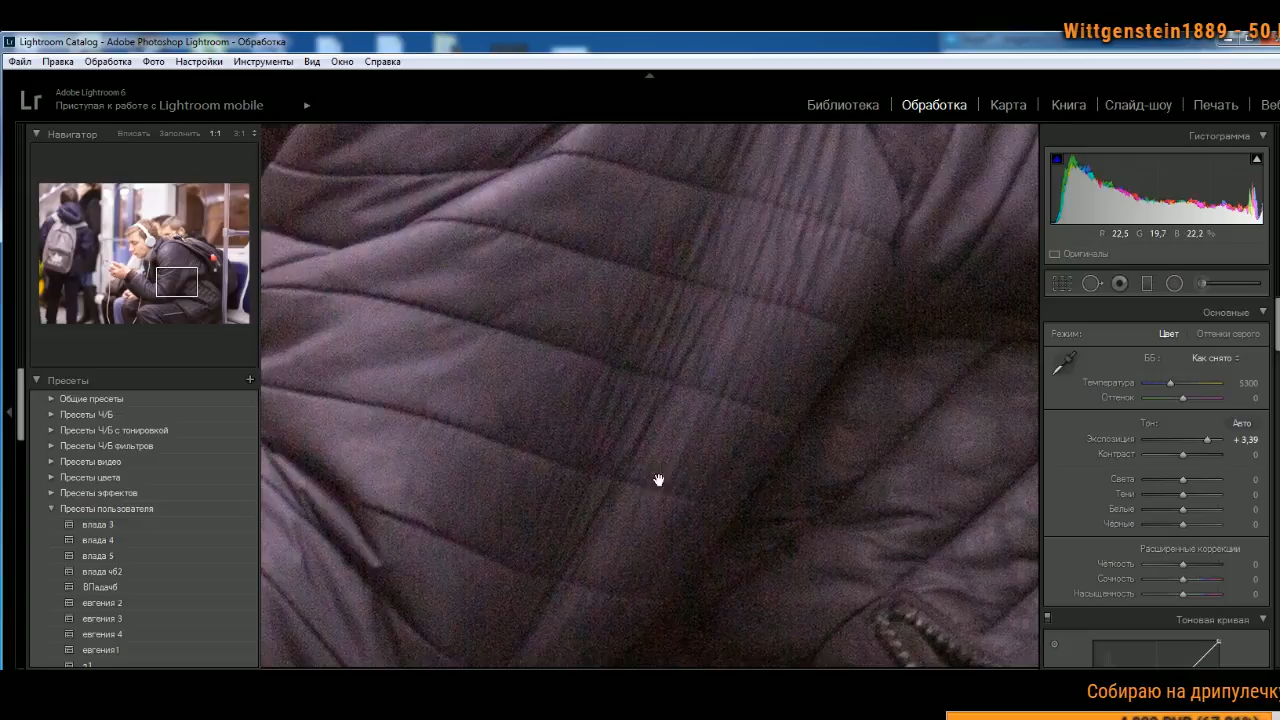 Wittgenstein1889 - 50
Lightroom Catalog - Adobe Photoshop Lightroom - Обработка
Файл Правка Обработка Фото Настройки Инструменты Вид Окно Справка
Lr
Adobe Lightroom 6
Приступая к работе с Lightroom mobile
Библиотека Обработка Карта Книга Слайд-шоу Печать Ве
Навигатор Вписать Заполнить 1:1 3:1
Гистограмма
R 22,5 G 19,7 B 22,2 %
Оригиналы
Основные
Режим: Цвет Оттенки серого
ББ : Как снято
Температура 5300
Оттенок 0
Тон: Авто
Экспозиция + 3,39
Контраст 0
Света 0
Тени 0
Белые 0
Чёрные 0
Расширенные коррекции
Чёткость 0
Сочность 0
Насыщенность 0
Тоновая кривая
Пресеты
Общие пресеты
Пресеты Ч/Б
Пресеты Ч/Б с тонировкой
Пресеты Ч/Б фильтров
Пресеты видео
Пресеты цвета
Пресеты эффектов
Пресеты пользователя
влада 3
влада 4
влада 5
влада чб2
ВПадачб
евгения 2
евгения 3
евгения 4
евгения1
Собираю на дрипулечк